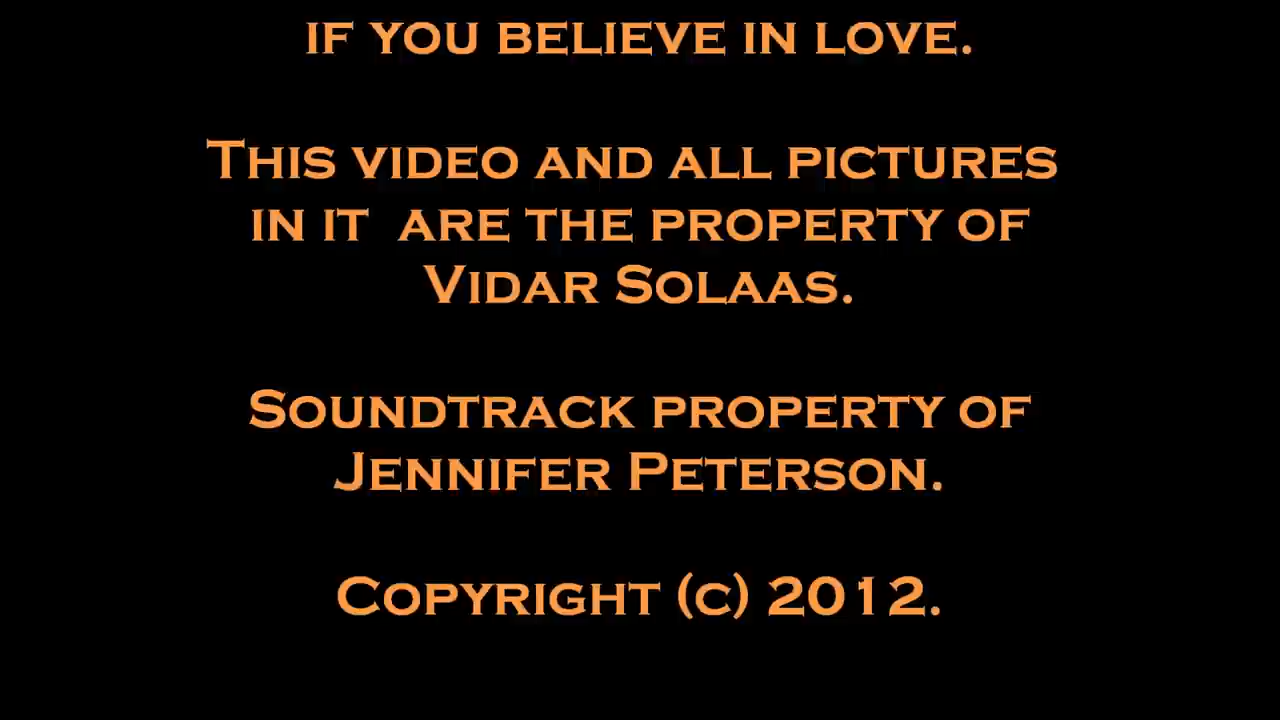 IF YOU BELIEVE IN LOVE.
THIS VIDEO AND ALL PICTURES
IN IT ARE THE PROPERTY OF
VIDAR SOLAAS.
SOUNDTRACK PROPERTY OF
JENNIFER PETERSON.
COPYRIGHT (C) 2012.